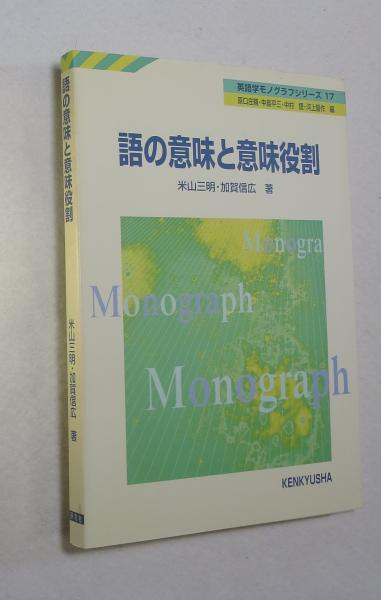 英語学モノグラフシリーズ 17
原口庄輔・中島平三・中村 捷・河上誓作 編
語の意味と意味役割
米山三明・加賀信広 著
Monogra
Monograph
Monograph
KENKYUSHA
語の意味と意味役割
米山三明・加賀信広 著
研究社